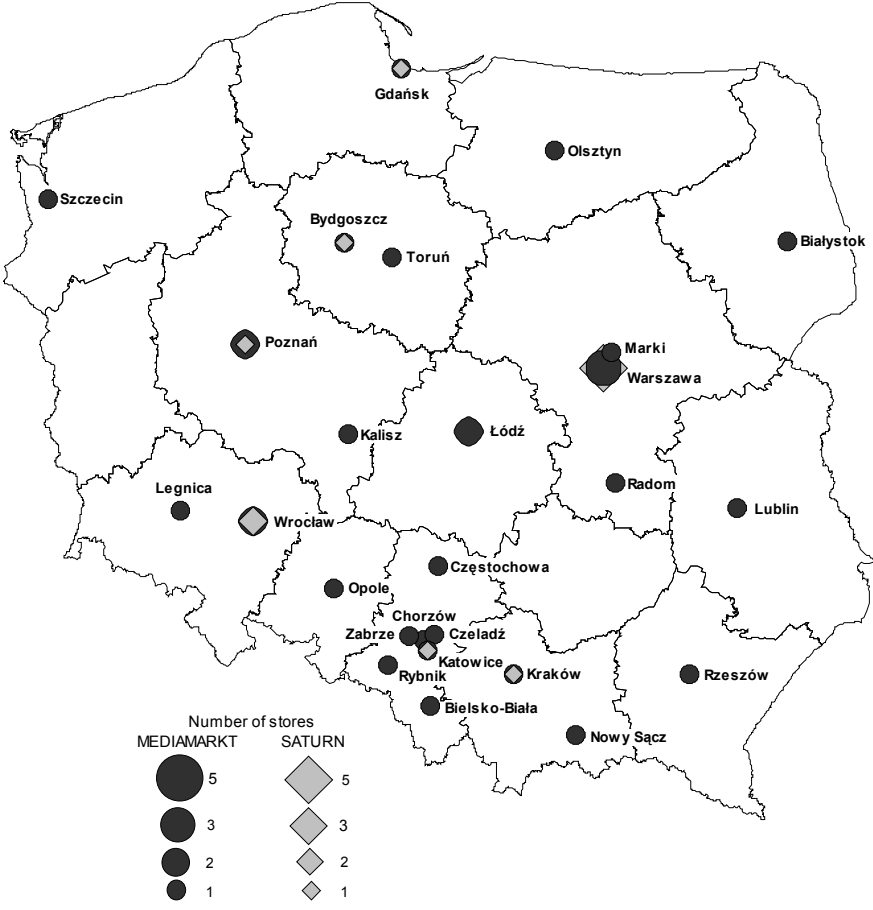 Gdańsk
Olsztyn
Szczecin
Bydgoszcz
Białystok
Toruń
Poznań
Marki
Warszawa
Kalisz
Łódź
Legnica
Radom
Wrocław
Lublin
Częstochowa
Opole
Chorzów
Zabrze
Czeladź
Katowice
Rybnik
Kraków
Rzeszów
Bielsko-Biała
Nowy Sącz
Number of stores
MEDIAMARKT SATURN
5 5
3 3
2 2
1 1